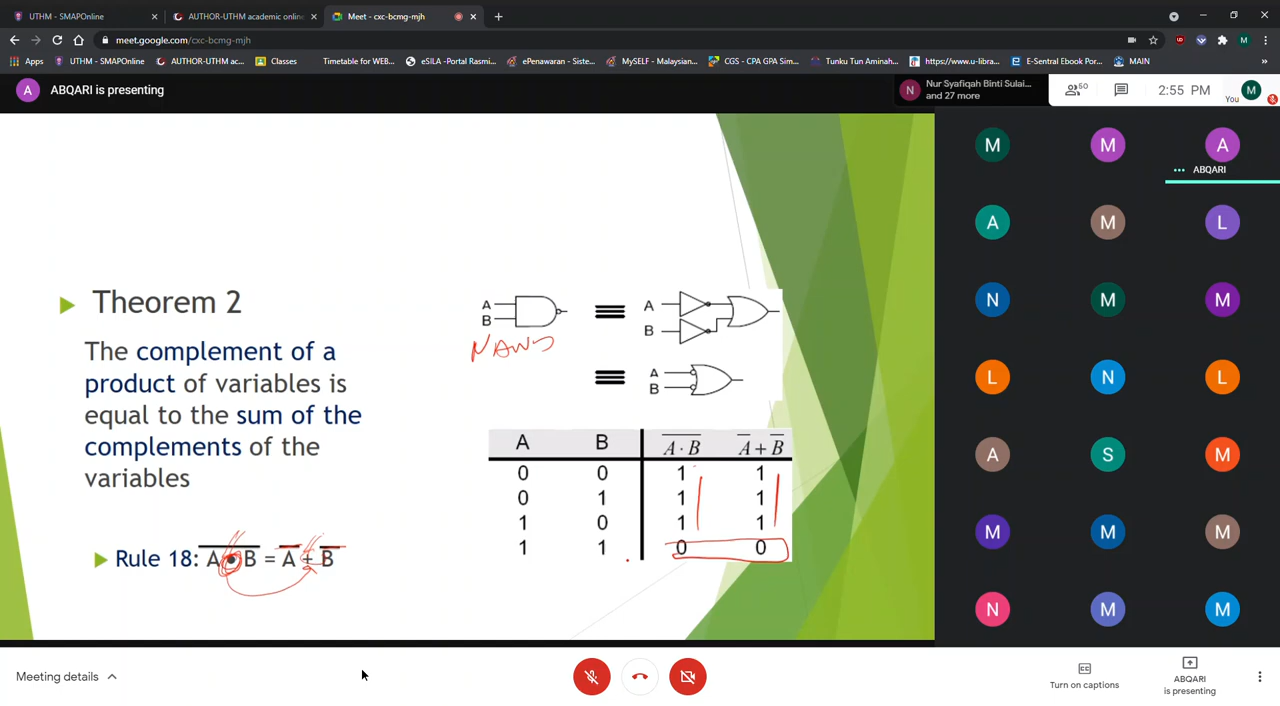 UTHM - SMAPOnline
AUTHOR-UTHM academic onlin
Meet - cxc-bcmg-mjh
meet.google.com/cxc-bcmg-mjh
Apps
UTHM - SMAPOnline
AUTHOR-UTHM ac...
Classes
Timetable for WEB...
eSILA -Portal Rasmi...
ePenawaran - Siste...
MySELF - Malaysian...
CGS - CPA GPA Sim...
Tunku Tun Aminah...
https://www.u-libra...
E-Sentral Ebook Por...
MAIN
»
A ABQARI is presenting
N Nur Syafiqah Binti Sulai...
and 27 more
50
2:55 PM
You
M
M M A
ABQARI
A M L
N M M
L N L
A S M
M M M
N M M
Theorem 2
The complement of a
product of variables is
equal to the sum of the
complements of the
variables
Rule 18: A̅ ̅•̅ ̅B̅ = A̅ + B̅
A
B
NAND
≡
A
B
≡
A
B
A B A̅ ̅·̅ ̅B̅ A̅ + B̅
0 0 1 1
0 1 1 1
1 0 1 1
1 1 0 0
Meeting details
Turn on captions
ABQARI
is presenting